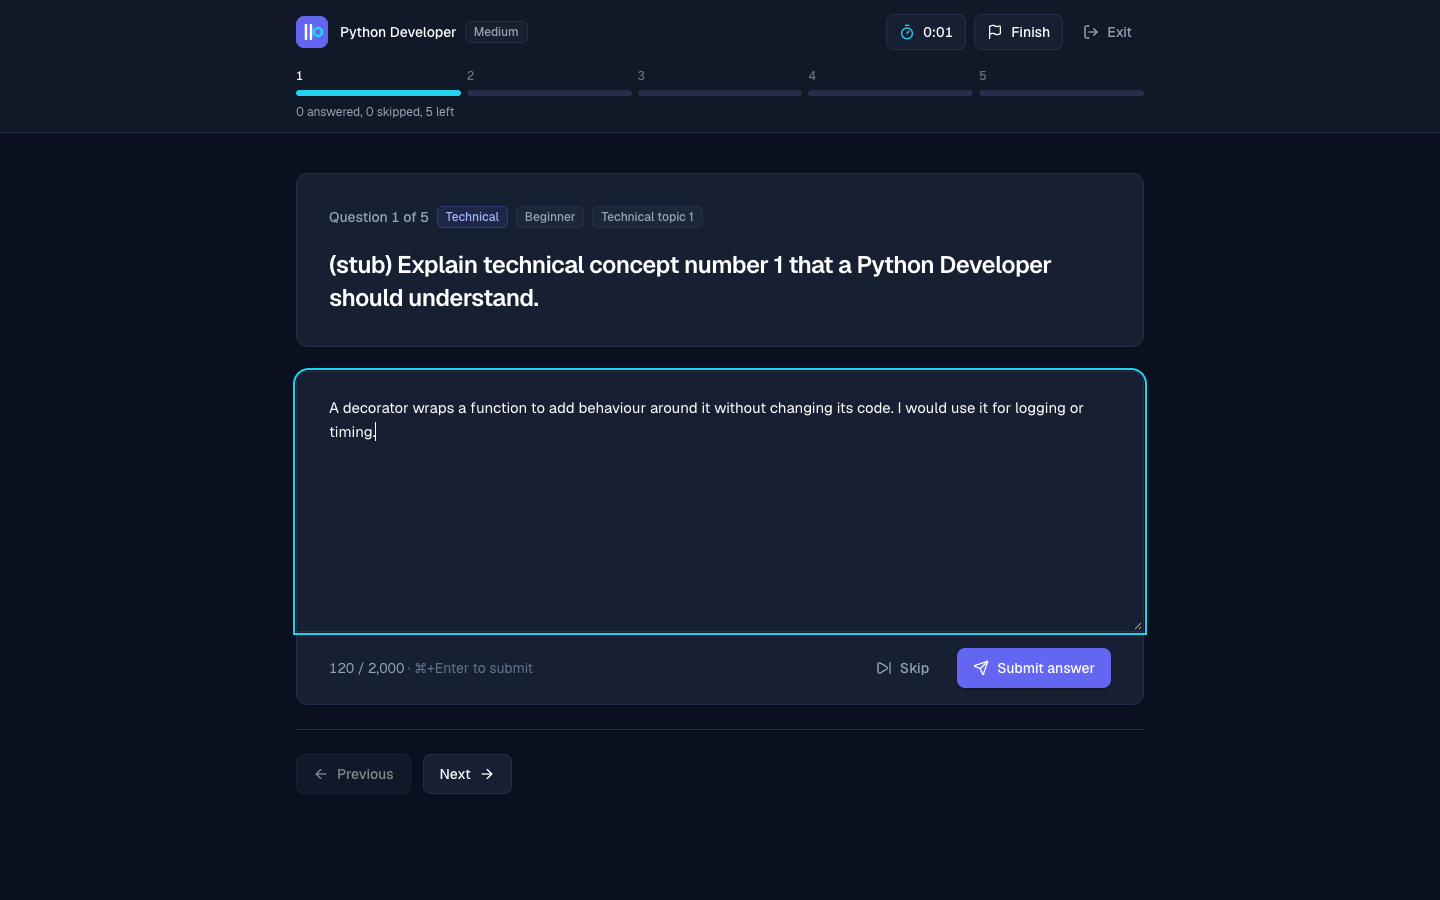 Python Developer Medium 0:01 Finish Exit
1 2 3 4 5
0 answered, 0 skipped, 5 left
Question 1 of 5 Technical Beginner Technical topic 1
(stub) Explain technical concept number 1 that a Python Developer
should understand.
A decorator wraps a function to add behaviour around it without changing its code. I would use it for logging or
timing.
120 / 2,000 · ⌘+Enter to submit Skip Submit answer
Previous Next